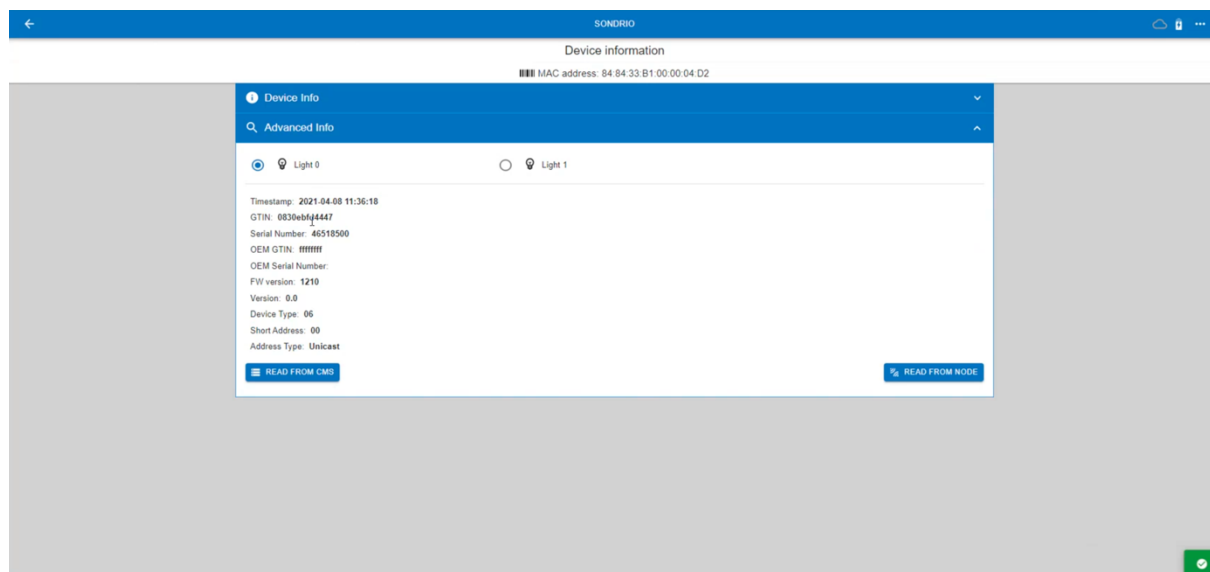 SONDRIO
Device information
MAC address: 84:84:33:B1:00:00:04:D2
Device Info
Advanced Info
Light 0 Light 1
Timestamp: 2021-04-08 11:36:18
GTIN:
Serial Number: 46518500
OEM GTIN: ffffffff
OEM Serial Number:
FW version: 1210
Version: 0.0
Device Type: 06
Short Address: 00
Address Type: Unicast
READ FROM CMS READ FROM NODE